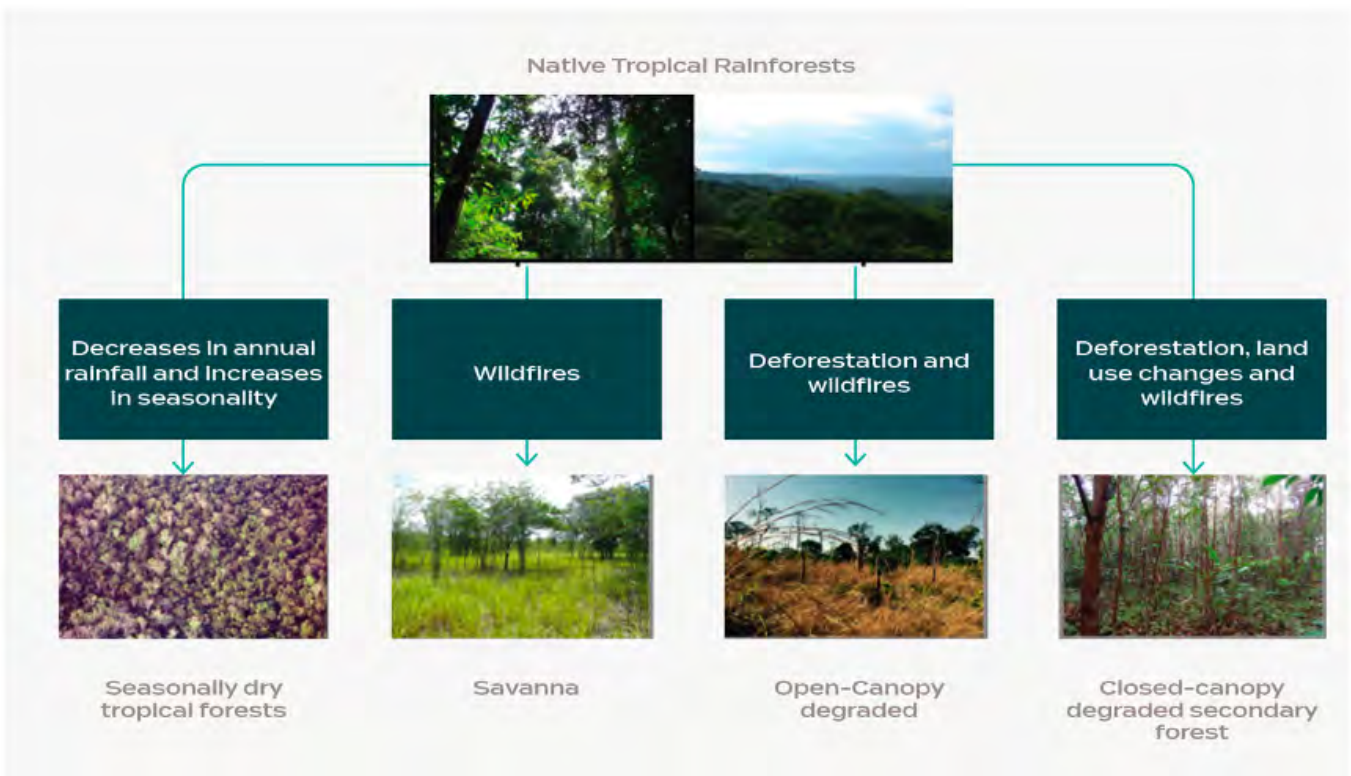 Native Tropical Rainforests
Decreases in annual
rainfall and increases
in seasonality
Wildfires
Deforestation and
wildfires
Deforestation, land
use changes and
wildfires
Seasonally dry
tropical forests
Savanna
Open-Canopy
degraded
Closed-canopy
degraded secondary
forest